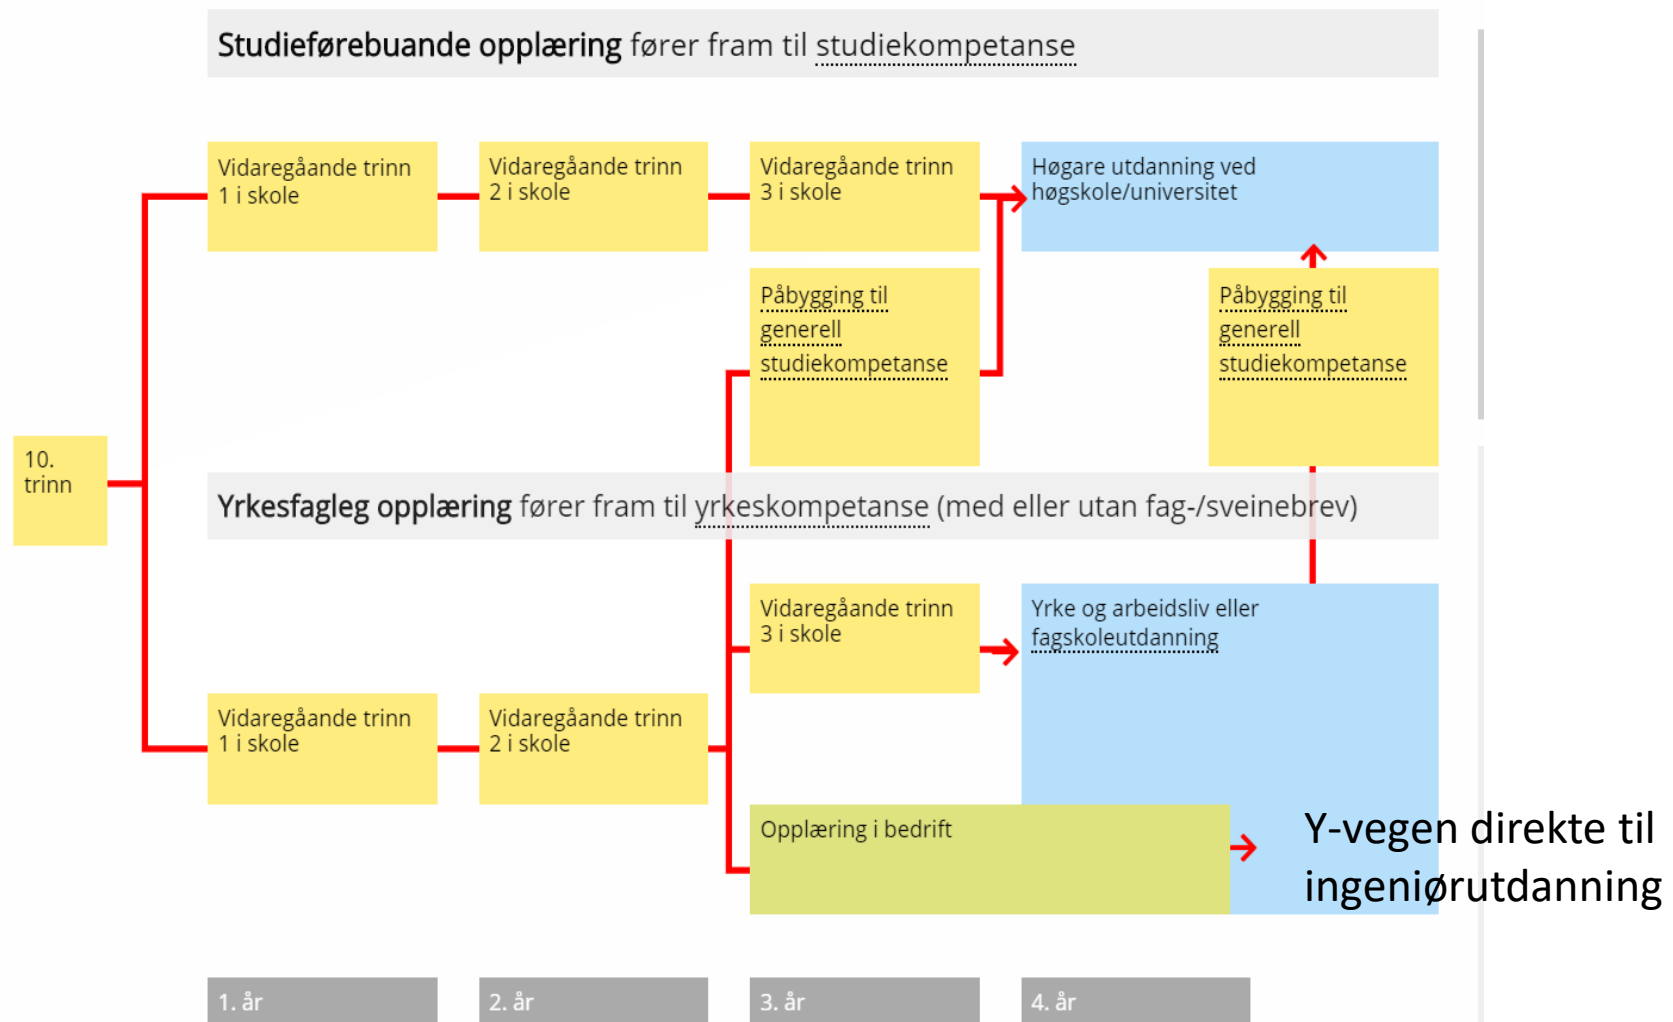 Studieførebuande opplæring fører fram til studiekompetanse
Vidaregåande trinn
1 i skole
Vidaregåande trinn
2 i skole
Vidaregåande trinn
3 i skole
Høgare utdanning ved
høgskole/universitet
Påbygging til
generell
studiekompetanse
Påbygging til
generell
studiekompetanse
10.
trinn
Yrkesfagleg opplæring fører fram til yrkeskompetanse (med eller utan fag-/sveinebrev)
Vidaregåande trinn
3 i skole
Yrke og arbeidsliv eller
fagskoleutdanning
Vidaregåande trinn
1 i skole
Vidaregåande trinn
2 i skole
Opplæring i bedrift
Y-vegen direkte til
ingeniørutdanning
1. år
2. år
3. år
4. år